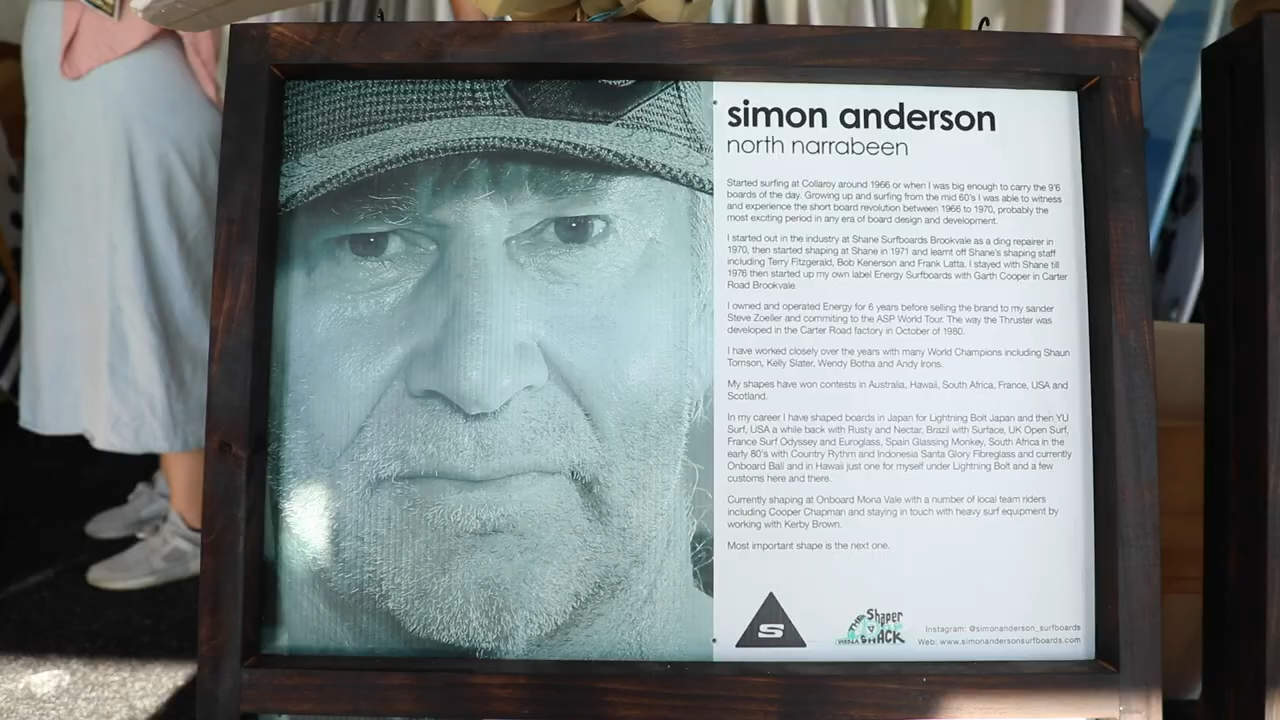 simon anderson
north narrabeen
Started surfing at Collaroy around 1966 or when I was big enough to carry the 9'6
boards of the day. Growing up and surfing from the mid 60's I was able to witness
and experience the short board revolution between 1966 to 1970, probably the
most exciting period in any era of board design and development.
I started out in the industry at Shane Surfboards Brookvale as a ding repairer in
1970, then started shaping at Shane in 1971 and learnt off Shane's shaping staff
including Terry Fitzgerald, Bob Kenerson and Frank Latta. I stayed with Shane till
1976 then started up my own label Energy Surfboards with Garth Cooper in Carter
Road Brookvale.
I owned and operated Energy for 6 years before selling the brand to my sander
Steve Zoeller and commiting to the ASP World Tour. The way the Thruster was
developed in the Carter Road factory in October of 1980.
I have worked closely over the years with many World Champions including Shaun
Tomson, Kelly Slater, Wendy Botha and Andy Irons.
My shapes have won contests in Australia, Hawaii, South Africa, France, USA and
Scotland.
In my career I have shaped boards in Japan for Lightning Bolt Japan and then YU
Surf, USA a while back with Rusty and Nectar, Brazil with Surface, UK Open Surf,
France Surf Odyssey and Euroglass, Spain Glassing Monkey, South Africa in the
early 80's with Country Rythm and Indonesia Santa Glory Fibreglass and currently
Onboard Ball and in Hawaii just one for myself under Lightning Bolt and a few
customs here and there.
Currently shaping at Onboard Mona Vale with a number of local team riders
including Cooper Chapman and staying in touch with heavy surf equipment by
working with Kerby Brown.
Most important shape is the next one.
S
THE Shaper
SHACK
Instagram: @simonanderson_surfboards
Web: www.simonandersonsurfboards.com